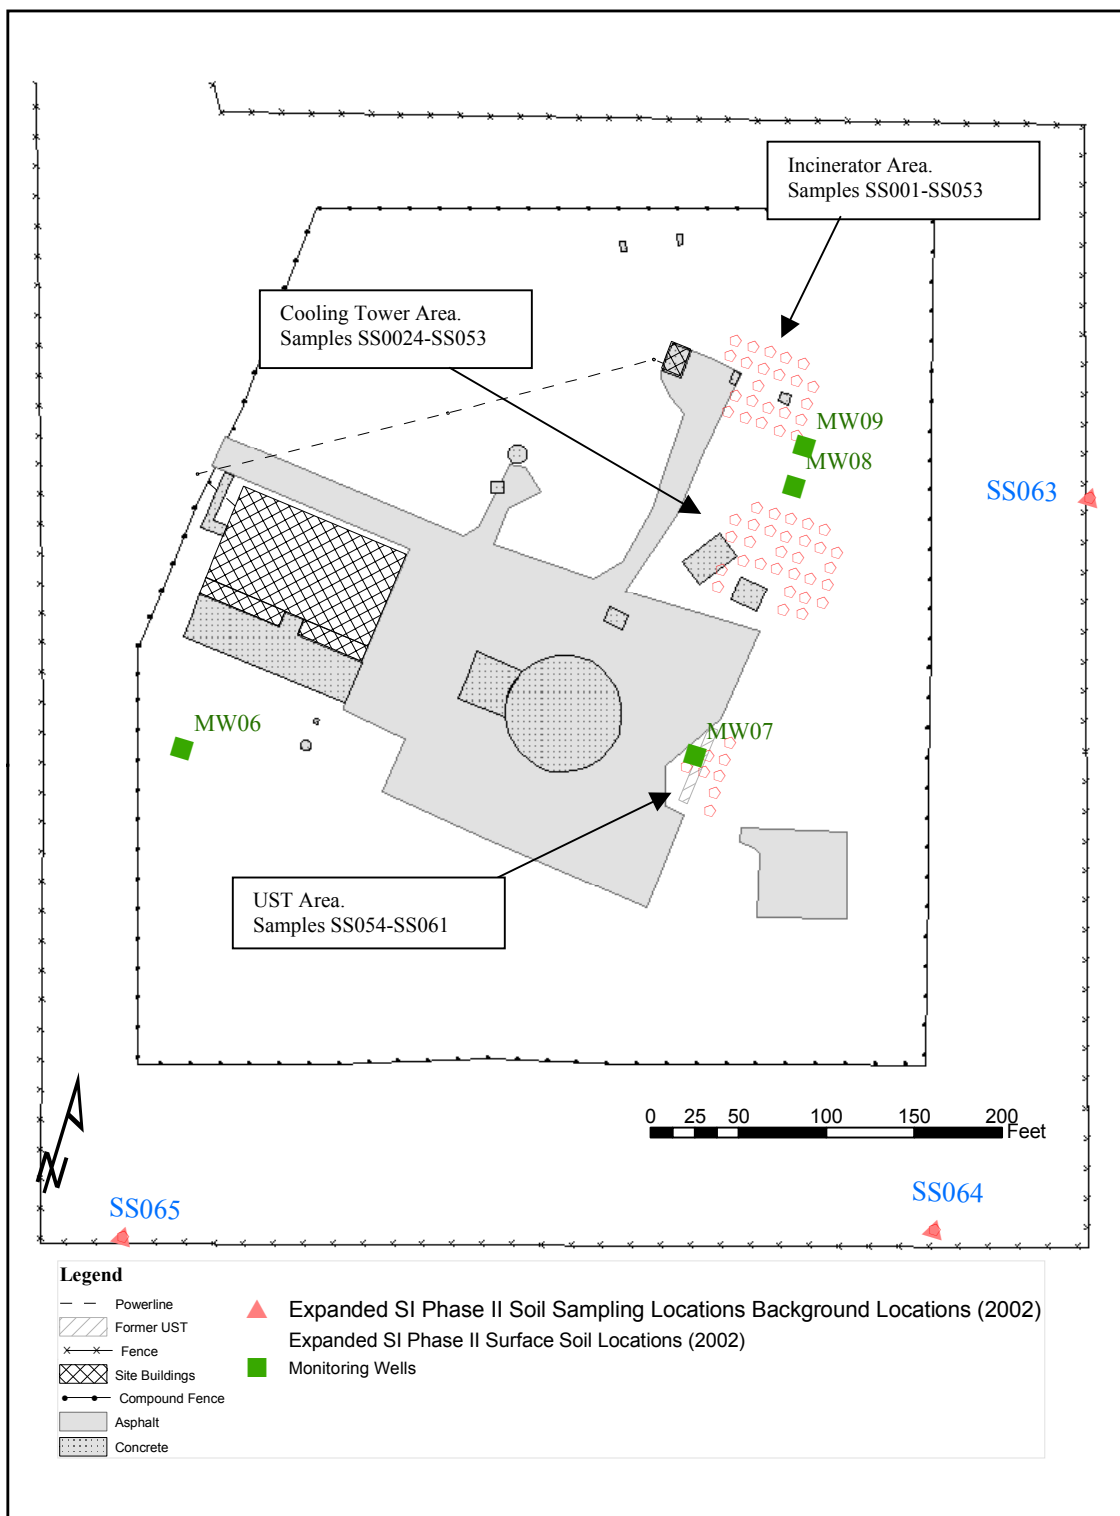 Incinerator Area.
Samples SS001-SS053
Cooling Tower Area.
Samples SS0024-SS053
MW09
MW08
SS063
MW06
MW07
UST Area.
Samples SS054-SS061
0 25 50 100 150 200
Feet
N
SS065
SS064
Legend
Powerline
Former UST
Fence
Site Buildings
Compound Fence
Asphalt
Concrete
Expanded SI Phase II Soil Sampling Locations Background Locations (2002)
Expanded SI Phase II Surface Soil Locations (2002)
Monitoring Wells